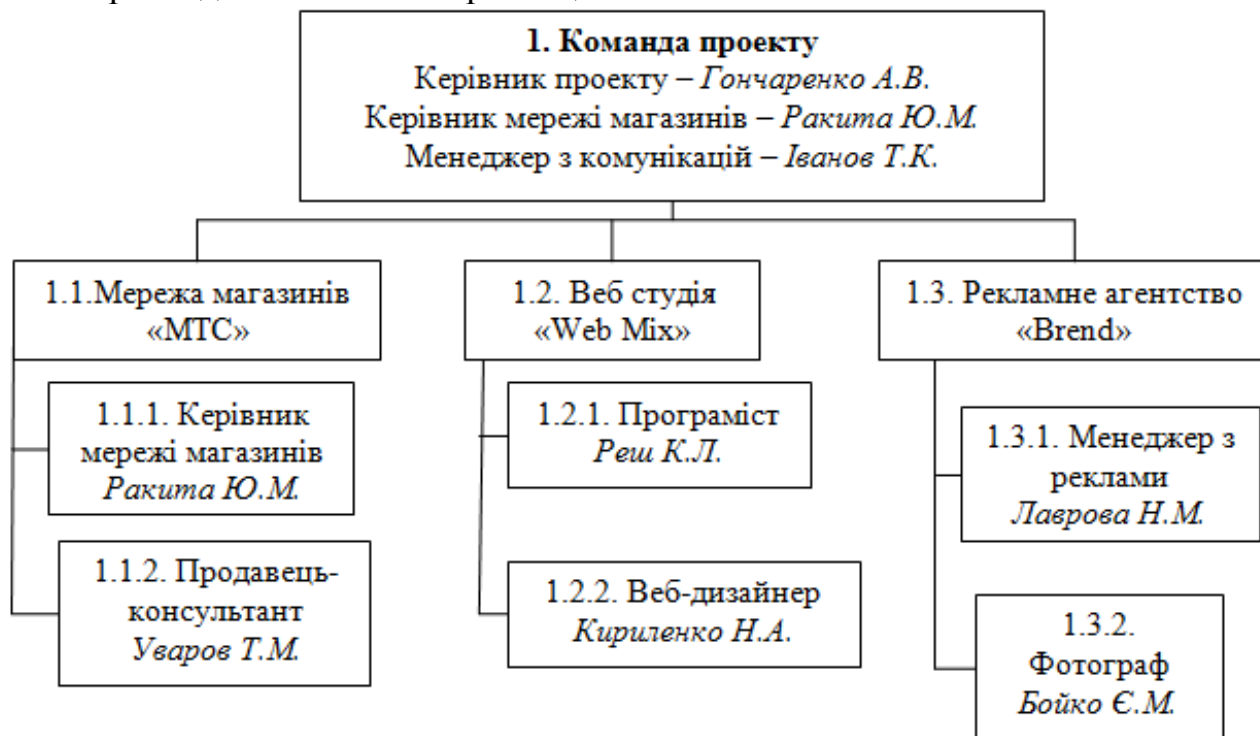 1. Команда проекту
Керівник проекту – Гончаренко А.В.
Керівник мережі магазинів – Ракита Ю.М.
Менеджер з комунікацій – Іванов Т.К.
1.1.Мережа магазинів
«МТС»
1.1.1. Керівник
мережі магазинів
Ракита Ю.М.
1.1.2. Продавець-
консультант
Уваров Т.М.
1.2. Веб студія
«Web Mix»
1.2.1. Програміст
Реш К.Л.
1.2.2. Веб-дизайнер
Кириленко Н.А.
1.3. Рекламне агентство
«Brend»
1.3.1. Менеджер з
реклами
Лаврова Н.М.
1.3.2.
Фотограф
Бойко Є.М.